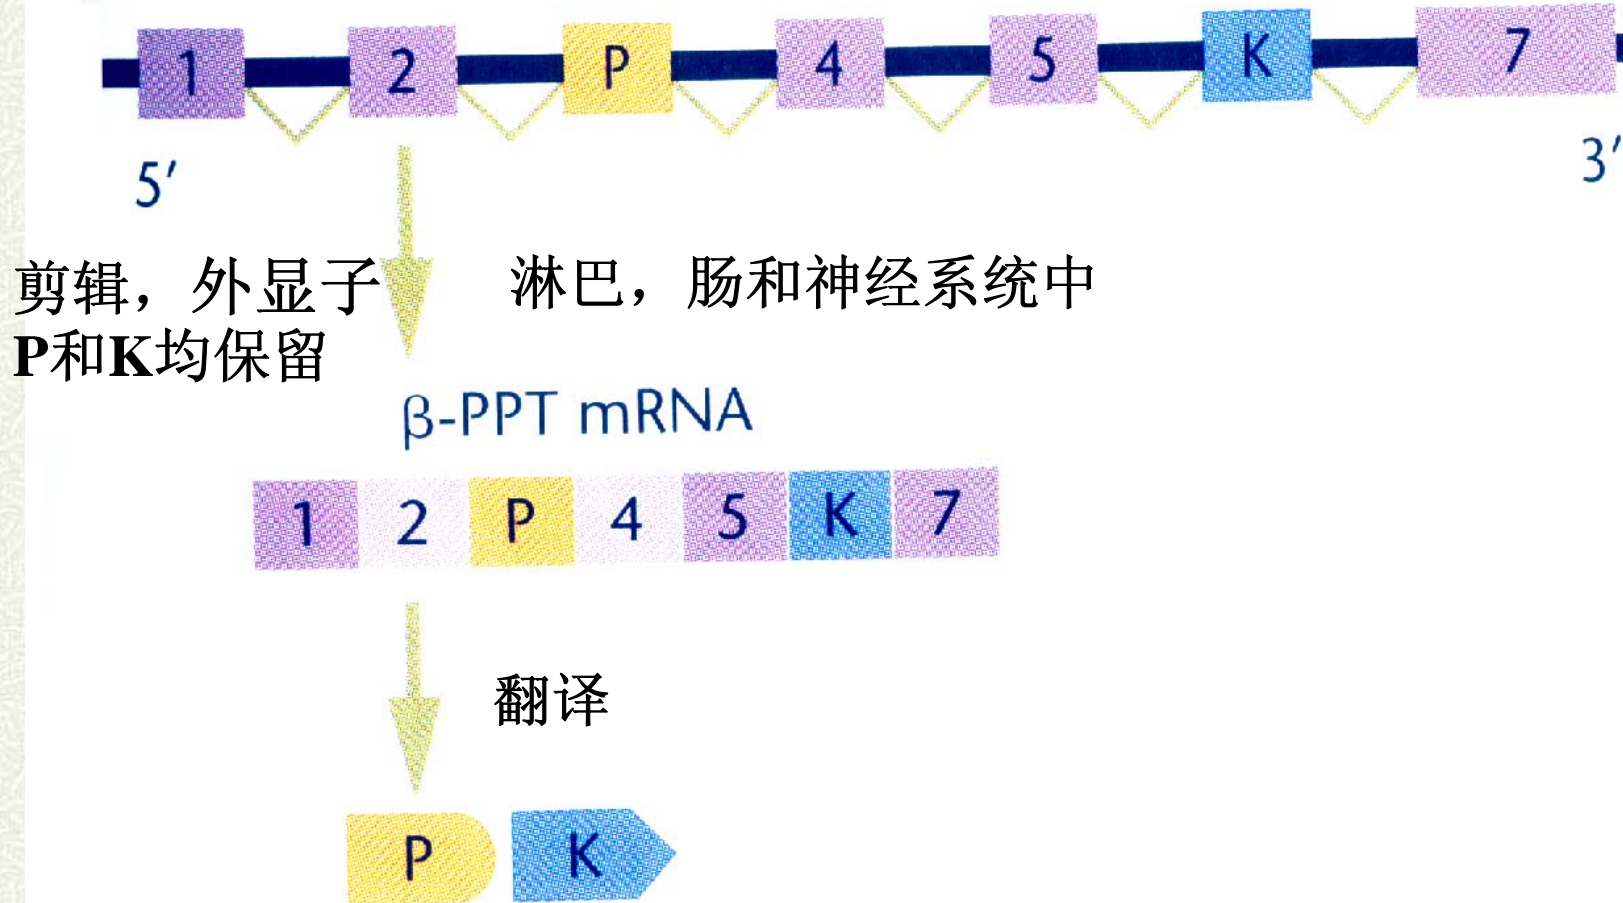 1 2 P 4 5 K 7
5′ 3′
剪辑，外显子
P和K均保留
淋巴，肠和神经系统中
β-PPT mRNA
1 2 P 4 5 K 7
翻译
P K